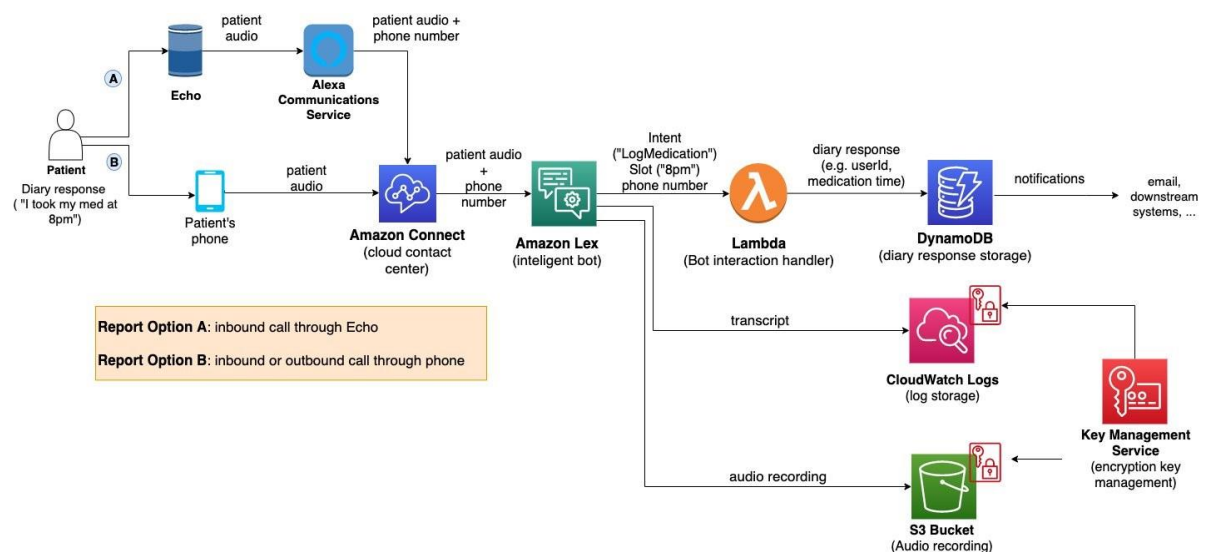 patient
audio
patient audio +
phone number
A
Echo
Alexa
Communications
Service
B
Patient
Diary response
( "I took my med at
8pm")
Patient's
phone
patient
audio
Amazon Connect
(cloud contact
center)
patient audio
+
phone
number
Amazon Lex
(inteligent bot)
Intent
("LogMedication")
Slot ("8pm")
phone number
Lambda
(Bot interaction handler)
diary response
(e.g. userId,
medication time)
DynamoDB
(diary response storage)
notifications
email,
downstream
systems, ...
Report Option A: inbound call through Echo
Report Option B: inbound or outbound call through phone
transcript
CloudWatch Logs
(log storage)
Key Management
Service
(encryption key
management)
audio recording
S3 Bucket
(Audio recording)